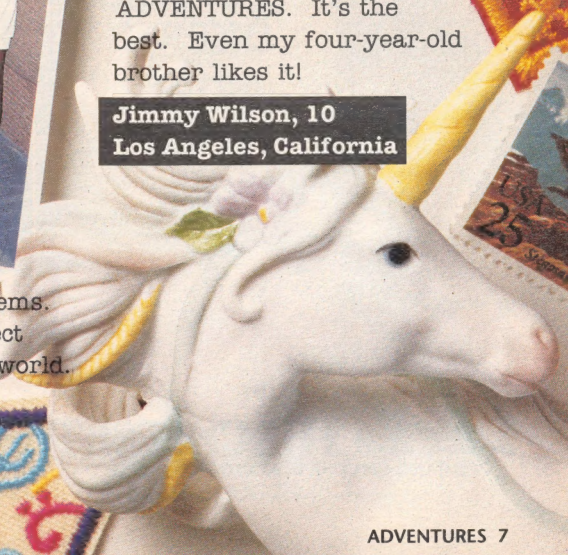 ADVENTURES. It's the
best. Even my four-year-old
brother likes it!
Jimmy Wilson, 10
Los Angeles, California
USA
25
ems.
ect
world.
ADVENTURES 7